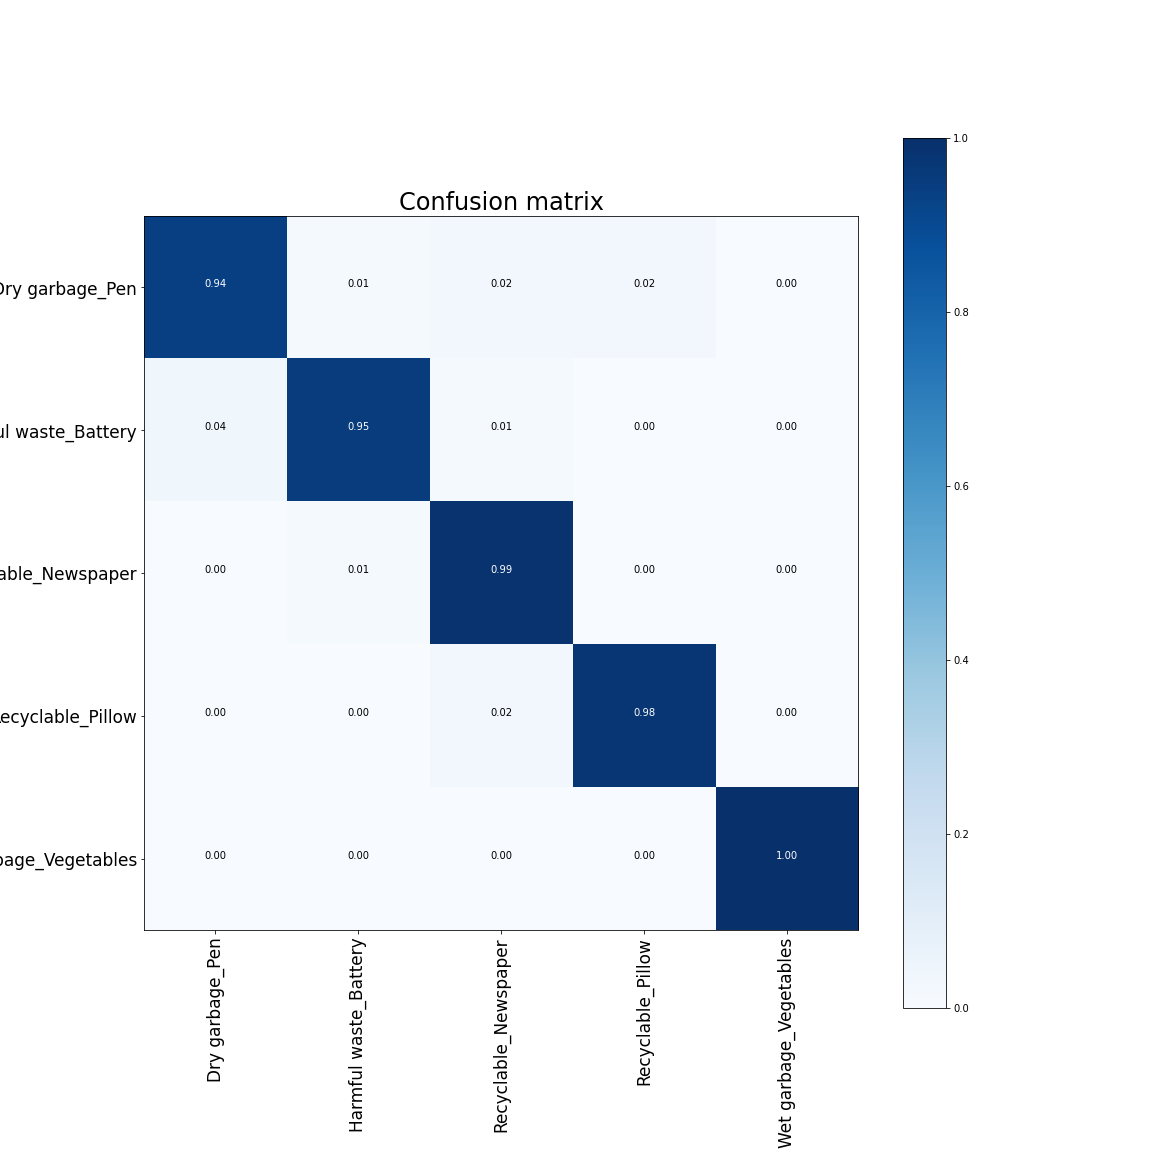 Confusion matrix
1.0
0.8
0.6
0.4
0.2
0.0
Dry garbage_Pen 0.94 0.01 0.02 0.02 0.00
ul waste_Battery 0.04 0.95 0.01 0.00 0.00
able_Newspaper 0.00 0.01 0.99 0.00 0.00
ecyclable_Pillow 0.00 0.00 0.02 0.98 0.00
bage_Vegetables 0.00 0.00 0.00 0.00 1.00
Dry garbage_Pen
Harmful waste_Battery
Recyclable_Newspaper
Recyclable_Pillow
Wet garbage_Vegetables